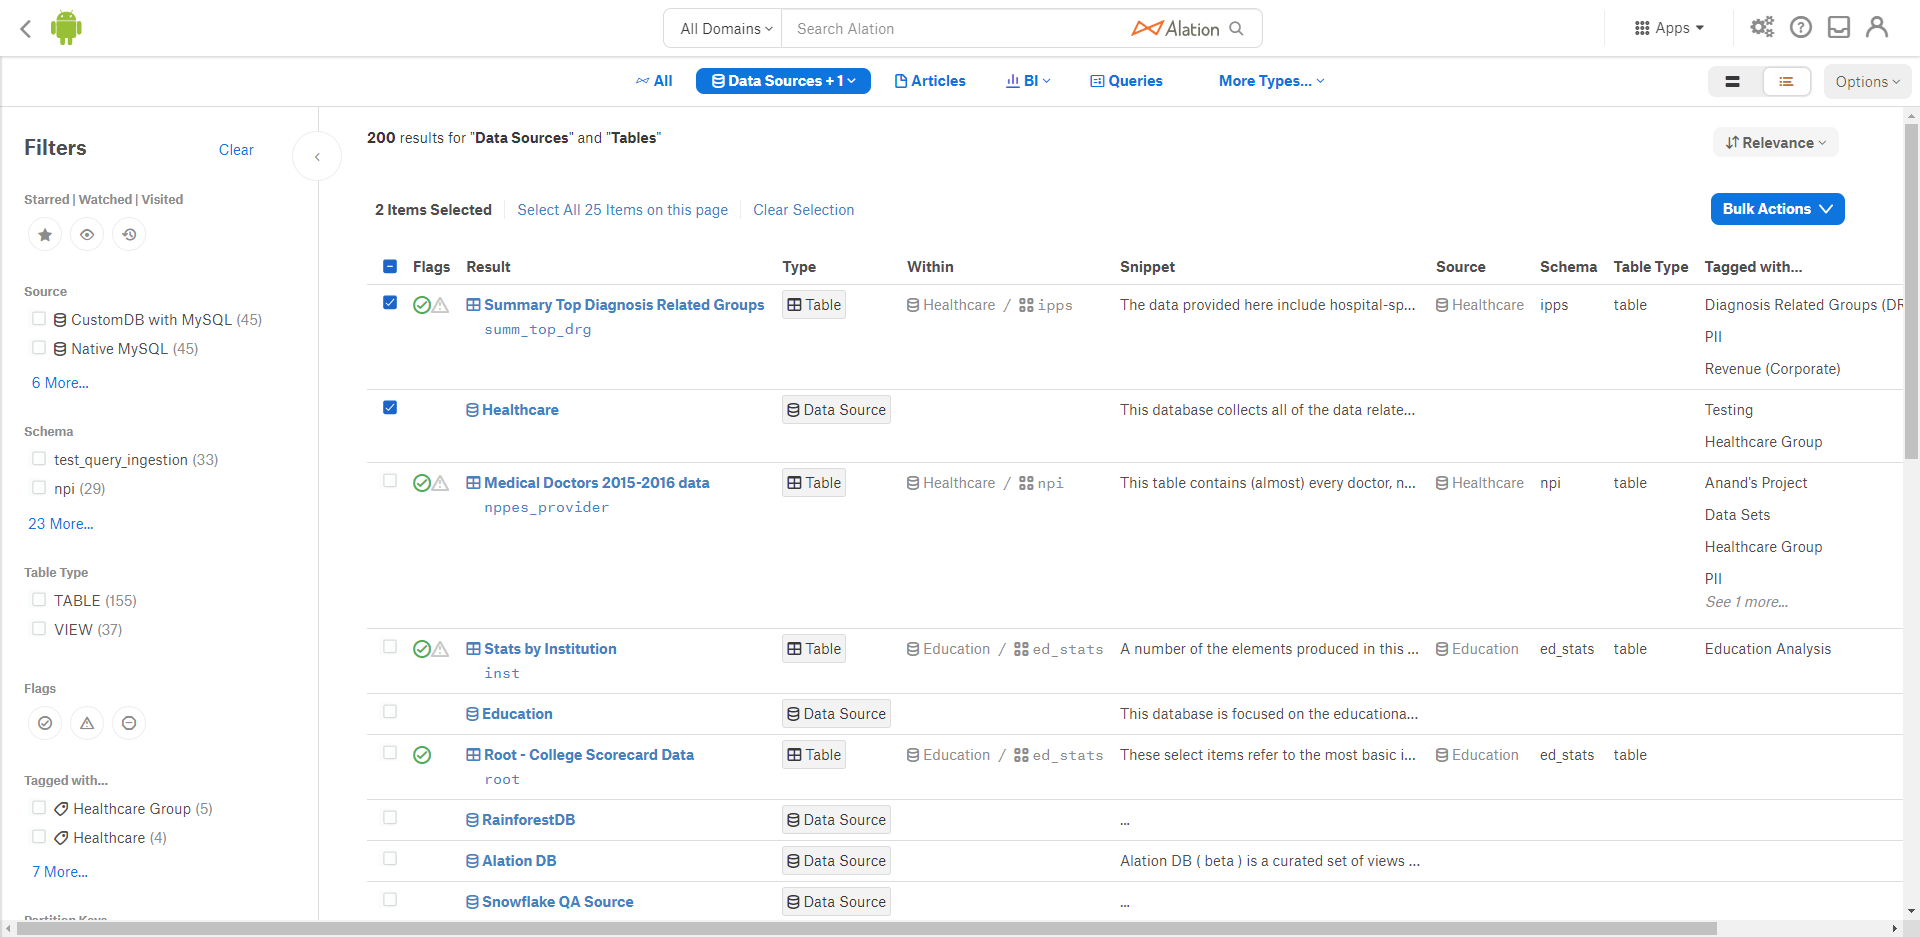 All Domains Search Alation Alation Apps
All Data Sources + 1 Articles BI Queries More Types... Options
Filters Clear
200 results for "Data Sources" and "Tables"
Relevance
Starred | Watched | Visited
2 Items Selected Select All 25 Items on this page Clear Selection Bulk Actions
Source
CustomDB with MySQL (45)
Native MySQL (45)
6 More...
Schema
test_query_ingestion (33)
npi (29)
23 More...
Table Type
TABLE (155)
VIEW (37)
Flags
Tagged with...
Healthcare Group (5)
Healthcare (4)
7 More...
Flags Result Type Within Snippet Source Schema Table Type Tagged with...
Summary Top Diagnosis Related Groups Table Healthcare / ipps The data provided here include hospital-sp... Healthcare ipps table Diagnosis Related Groups (DR
summ_top_drg
PII
Revenue (Corporate)
Healthcare Data Source This database collects all of the data relate... Testing
Healthcare Group
Medical Doctors 2015-2016 data Table Healthcare / npi This table contains (almost) every doctor, n... Healthcare npi table Anand's Project
nppes_provider
Data Sets
Healthcare Group
PII
See 1 more...
Stats by Institution Table Education / ed_stats A number of the elements produced in this ... Education ed_stats table Education Analysis
inst
Education Data Source This database is focused on the educationa...
Root - College Scorecard Data Table Education / ed_stats These select items refer to the most basic i... Education ed_stats table
root
RainforestDB Data Source ...
Alation DB Data Source Alation DB ( beta ) is a curated set of views ...
Snowflake QA Source Data Source ...